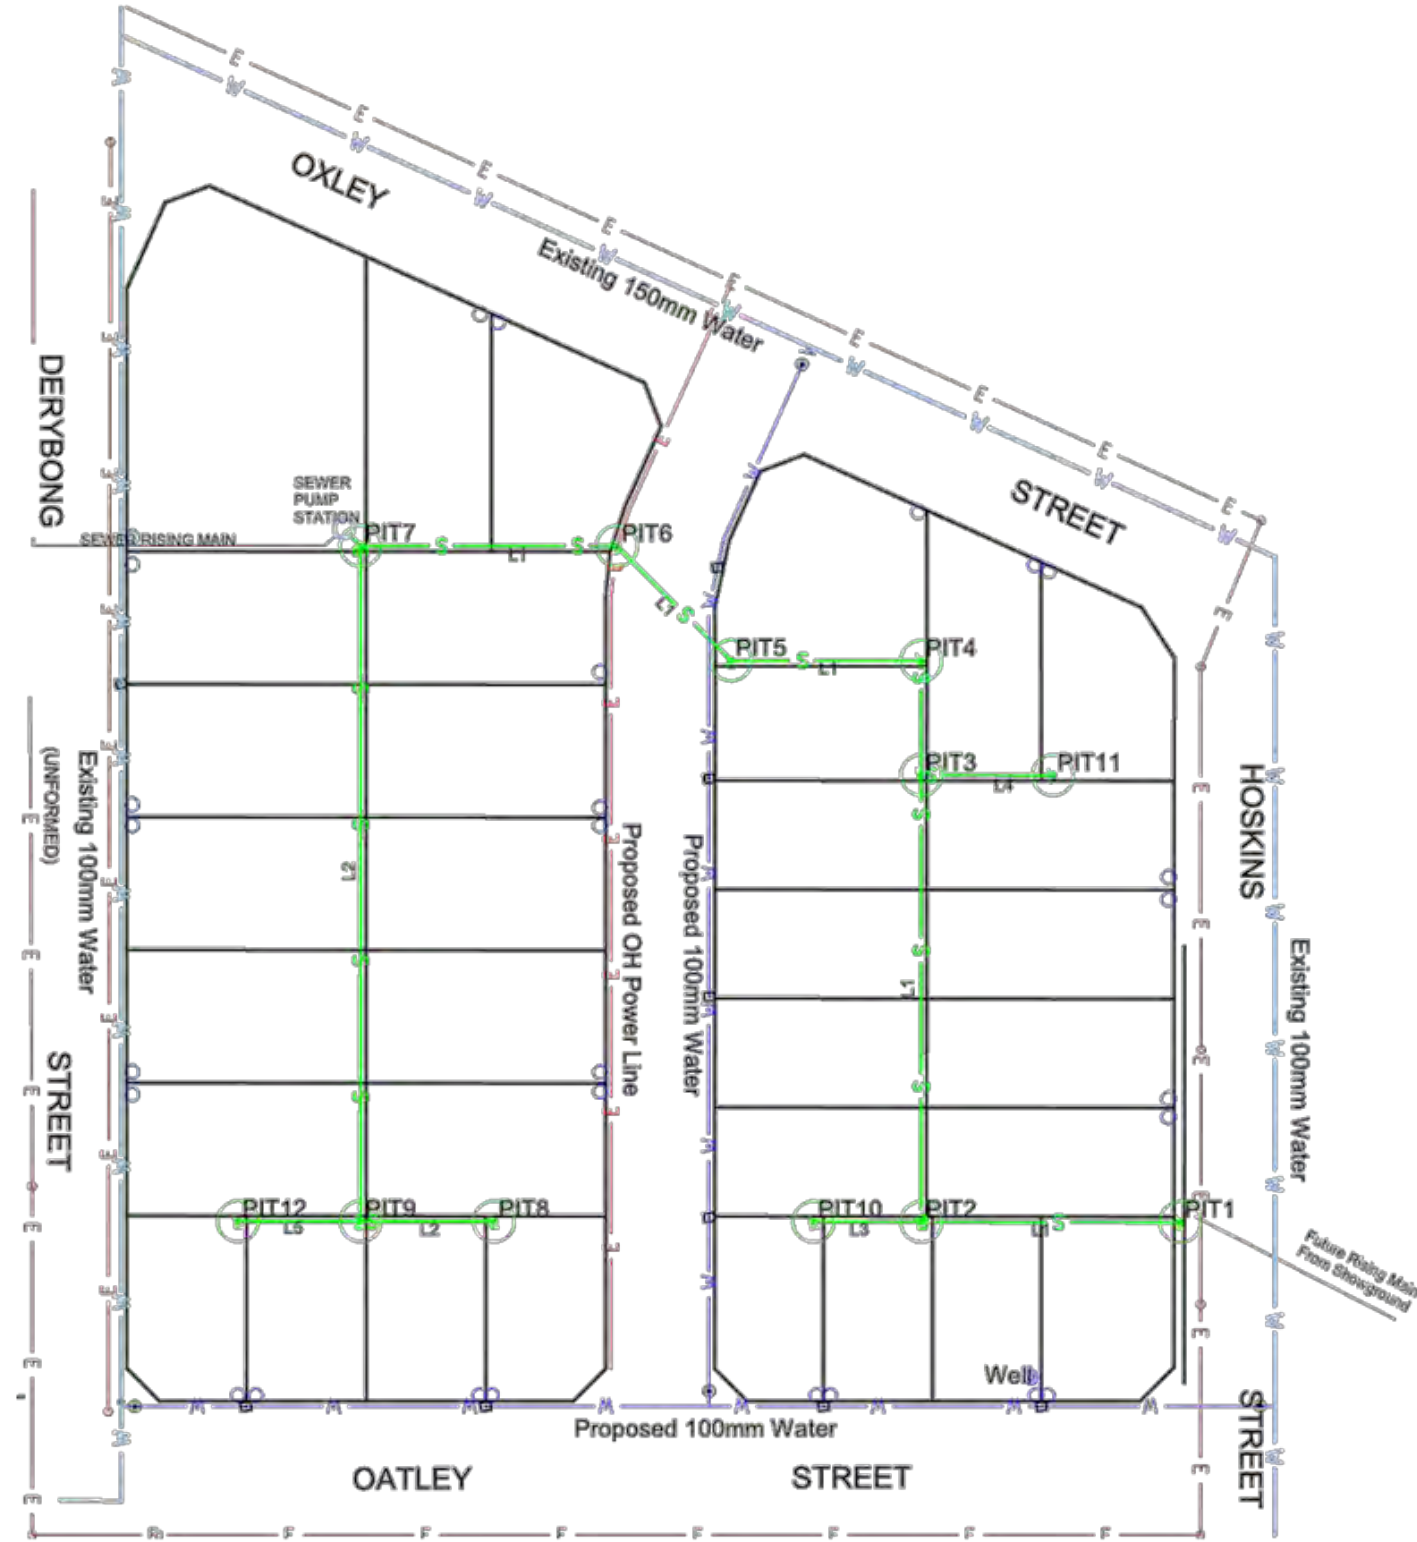 OXLEY
Existing 150mm Water
STREET
DERYBONG
SEWER
PUMP
STATION
SEWER RISING MAIN
PIT7
L1
PIT6
L1
PIT5
L1
PIT4
PIT3
L4
PIT11
HOSKINS
(UNFORMED)
Existing 100mm Water
L2
Proposed OH Power Line
Proposed 100mm Water
L1
Existing 100mm Water
STREET
PIT12
L5
PIT9
L2
PIT8
PIT10
L3
PIT2
L1
PIT1
Future Rising Main
From Showground
Well
Proposed 100mm Water
STREET
OATLEY
STREET